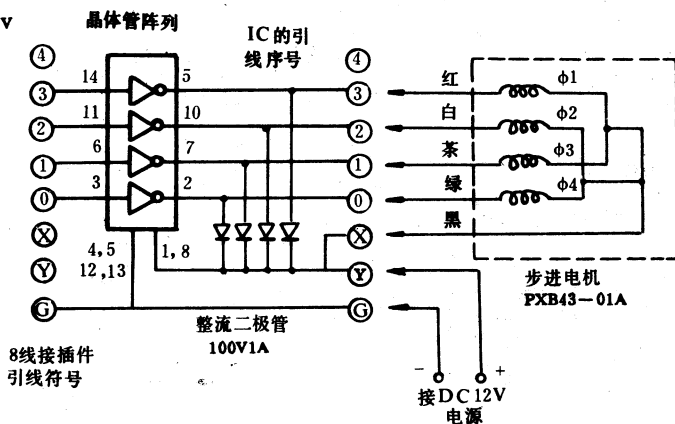 v
晶体管阵列
IC的引
线序号
4 4
3 14 5 3 红 φ1
2 11 10 2 白 φ2
1 6 7 1 茶 φ3
0 3 2 0 绿 φ4
X X 黑
4,5 1,8
Y 12,13 Y
步进电机
PXB43-01A
G G
整流二极管
100V1A
8线接插件
引线符号
- +
接DC12V
电源